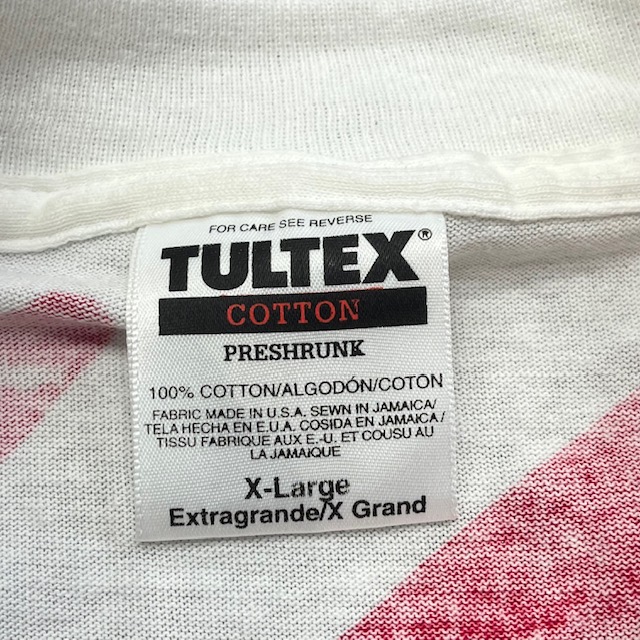 FOR CARE SEE REVERSE
TULTEX®
COTTON
PRESHRUNK
100% COTTON/ALGODÓN/COTON
FABRIC MADE IN U.S.A. SEWN IN JAMAICA/
TELA HECHA EN E.U.A. COSIDA EN JAMAICA/
TISSU FABRIQUE AUX E.-U. ET COUSU AU
LA JAMAIQUE
X-Large
Extragrande/X Grand